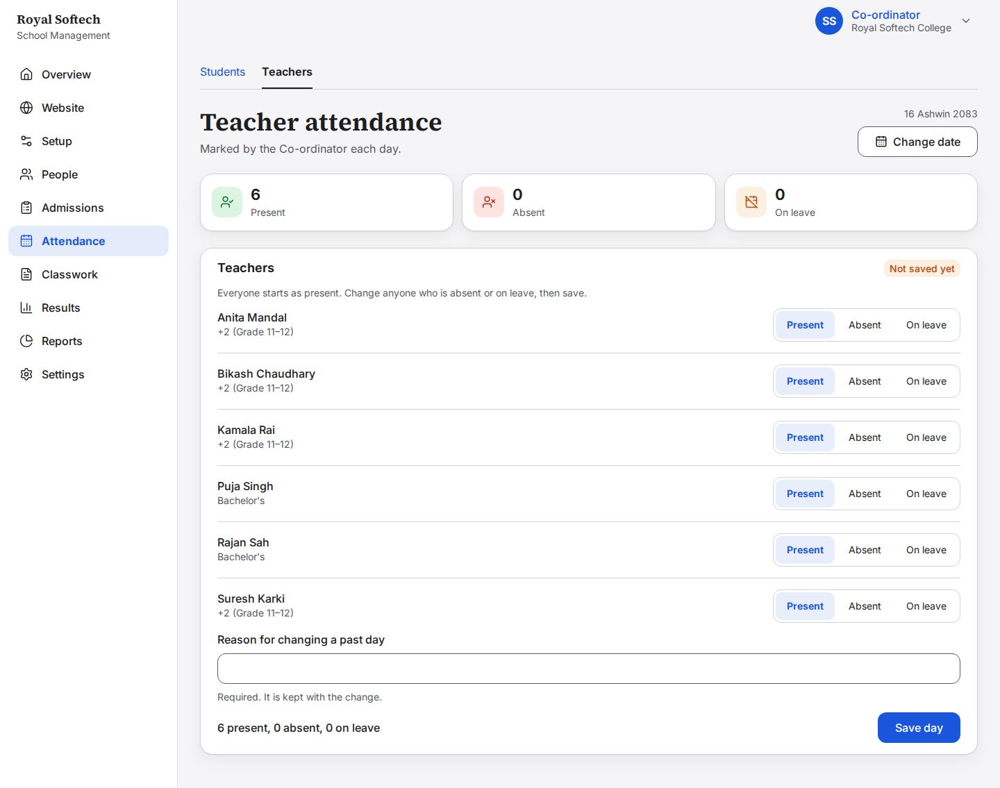 Royal Softech
School Management
Overview
Website
Setup
People
Admissions
Attendance
Classwork
Results
Reports
Settings
SS
Co-ordinator
Royal Softech College
Students
Teachers
Teacher attendance
Marked by the Co-ordinator each day.
16 Ashwin 2083
Change date
6
Present
0
Absent
0
On leave
Teachers
Not saved yet
Everyone starts as present. Change anyone who is absent or on leave, then save.
Anita Mandal
+2 (Grade 11–12)
Present Absent On leave
Bikash Chaudhary
+2 (Grade 11–12)
Present Absent On leave
Kamala Rai
+2 (Grade 11–12)
Present Absent On leave
Puja Singh
Bachelor's
Present Absent On leave
Rajan Sah
Bachelor's
Present Absent On leave
Suresh Karki
+2 (Grade 11–12)
Present Absent On leave
Reason for changing a past day
Required. It is kept with the change.
6 present, 0 absent, 0 on leave
Save day